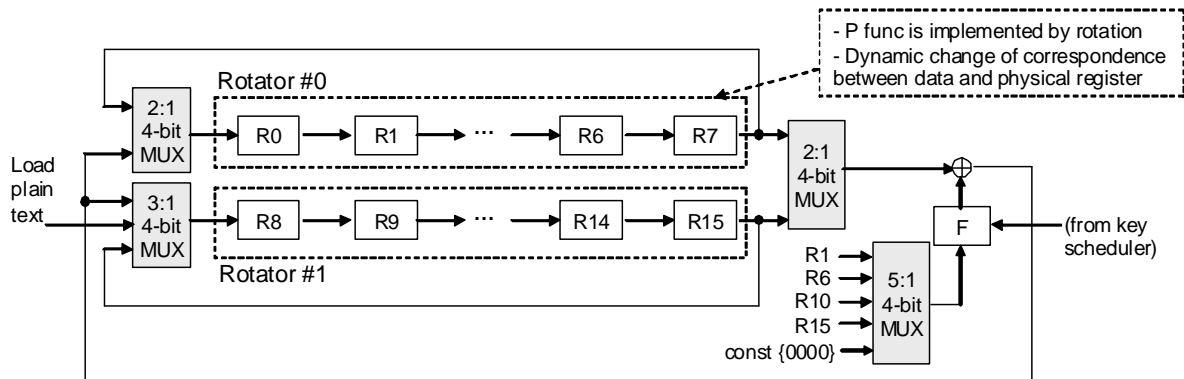 - P func is implemented by rotation
- Dynamic change of correspondence
between data and physical register
Rotator #0
2:1
4-bit
MUX
R0
R1
...
R6
R7
Load
plain
text
3:1
4-bit
MUX
R8
R9
...
R14
R15
Rotator #1
2:1
4-bit
MUX
F
(from key
scheduler)
R1
R6
R10
R15
const {0000}
5:1
4-bit
MUX